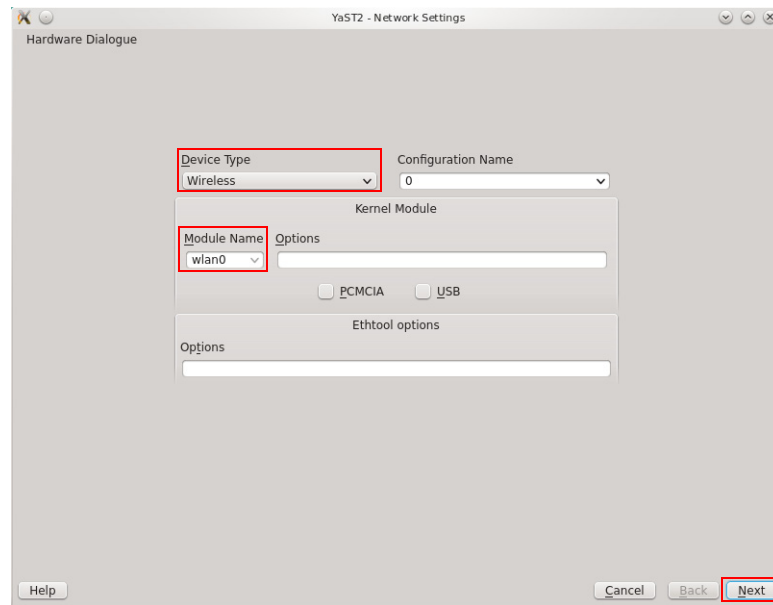 YaST2 - Network Settings
Hardware Dialogue
Device Type Configuration Name
Wireless 0
Kernel Module
Module Name Options
wlan0
PCMCIA USB
Ethtool options
Options
Help Cancel Back Next